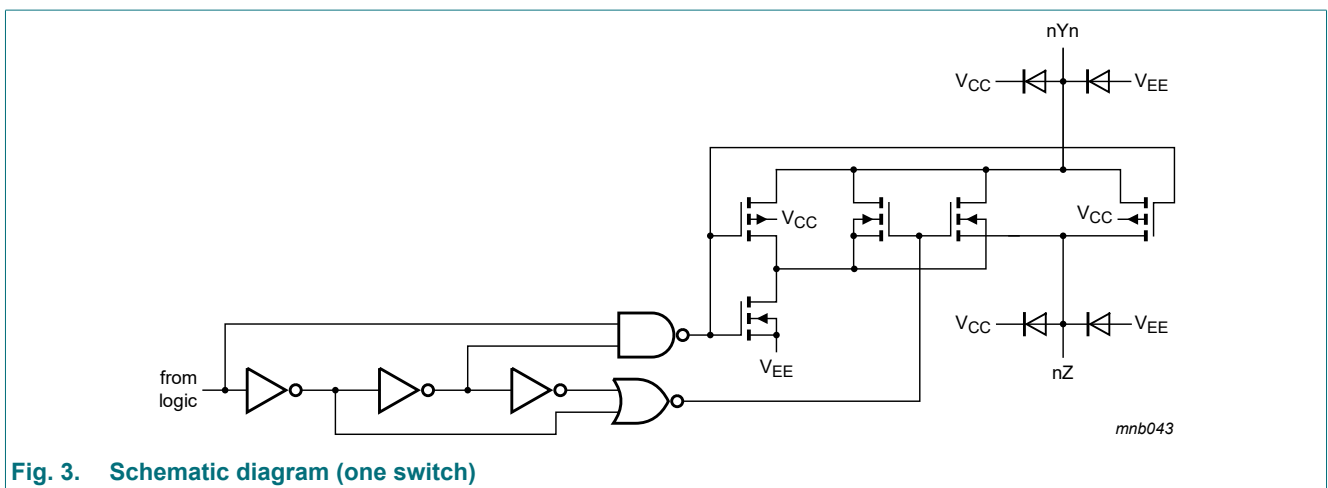 nYn
VCC VEE
VCC VCC
VCC VEE
VEE
from
logic
nZ
mnb043
Fig. 3. Schematic diagram (one switch)